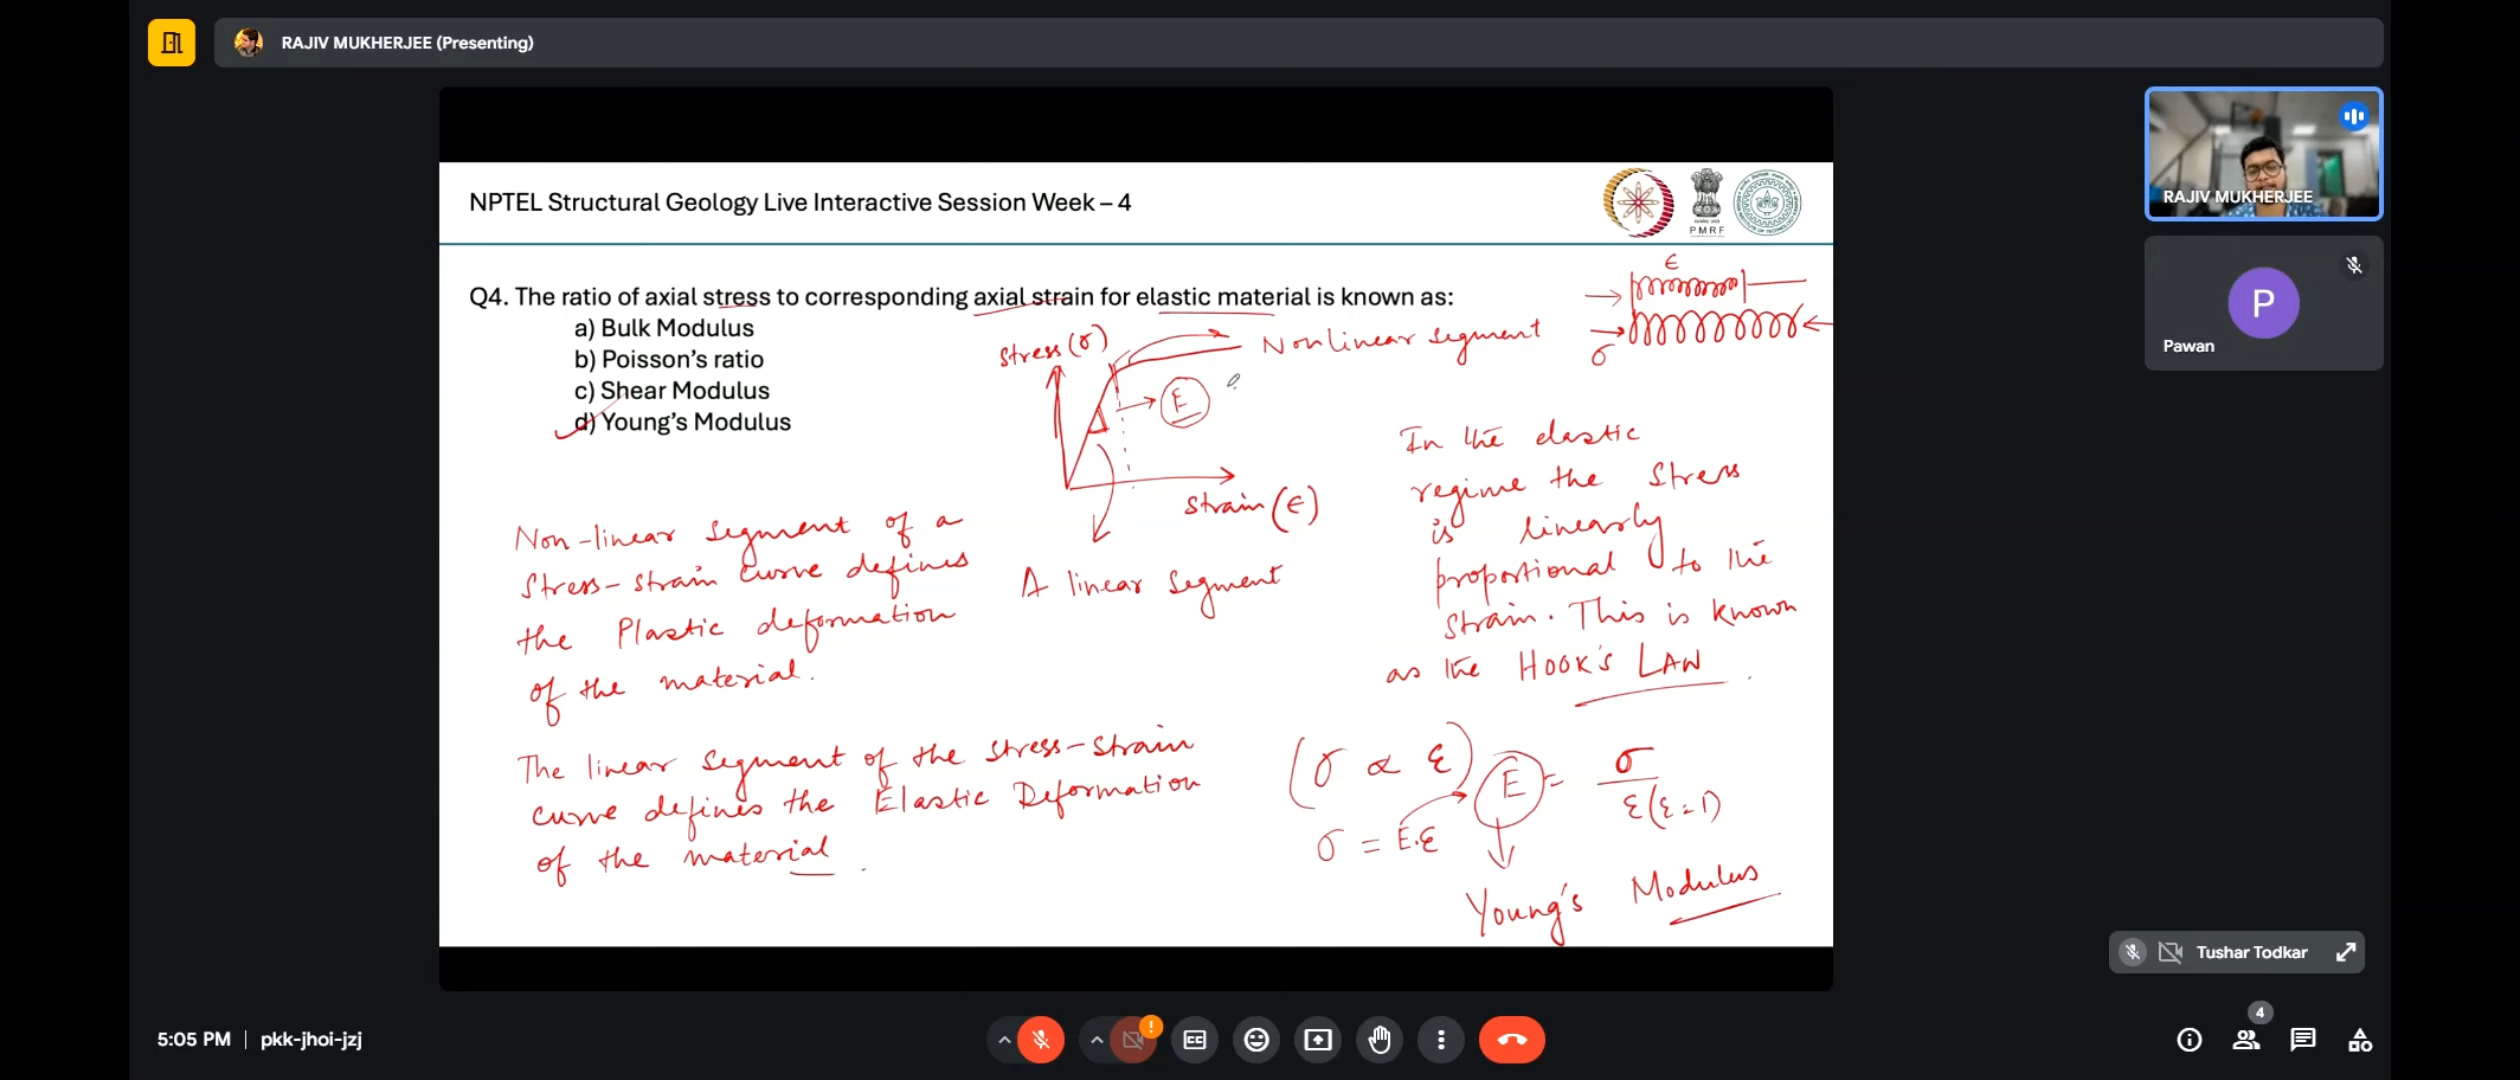 RAJIV MUKHERJEE (Presenting)
NPTEL Structural Geology Live Interactive Session Week – 4
PMRF
RAJIV MUKHERJEE
P
Pawan
Q4. The ratio of axial stress to corresponding axial strain for elastic material is known as:
a) Bulk Modulus
b) Poisson's ratio
c) Shear Modulus
d) Young's Modulus
ϵ
σ
Stress (σ)
Non linear segment
E
Strain (ϵ)
A linear segment
Non-linear segment of a
Stress-strain curve defines
the Plastic deformation
of the material.
The linear segment of the stress-strain
curve defines the Elastic Deformation
of the material.
In the elastic
regime the stress
is linearly
proportional to the
strain. This is known
as the HOOK'S LAW.
(σ ∝ ε)
σ = E.ε
E = σ / ε (ε = 1)
Young's Modulus
Tushar Todkar
5:05 PM | pkk-jhoi-jzj
!
CC
4